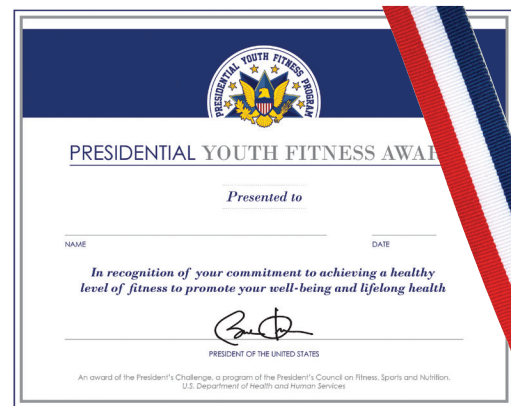 PRESIDENTIAL YOUTH FITNESS PROGRAM
PRESIDENTIAL YOUTH FITNESS
Presented to
NAME DATE
In recognition of your commitment to achieving a healthy
level of fitness to promote your well-being and lifelong health
PRESIDENT OF THE UNITED STATES
An award of the President's Challenge, a program of the President's Council on Fitness, Sports and Nutrition.
U.S. Department of Health and Human Services